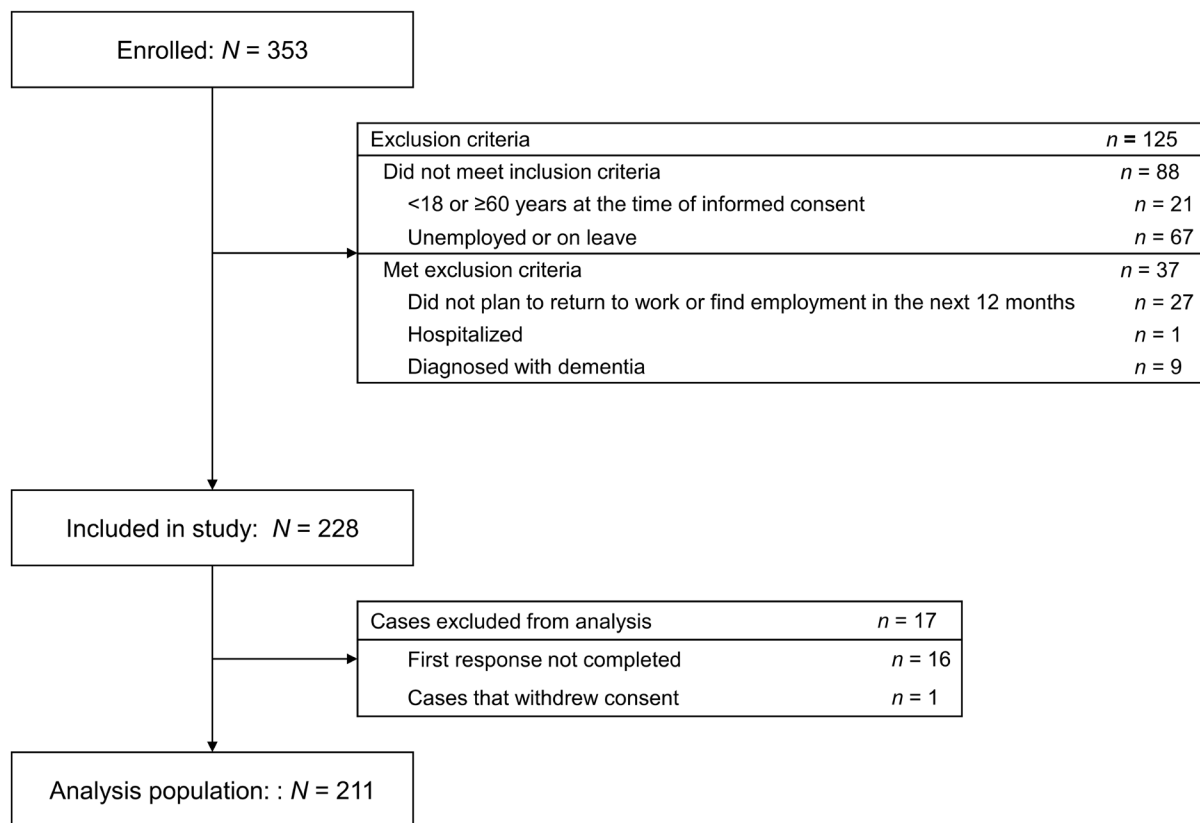 Enrolled: N = 353
Exclusion criteria n = 125
Did not meet inclusion criteria n = 88
<18 or ≥60 years at the time of informed consent n = 21
Unemployed or on leave n = 67
Met exclusion criteria n = 37
Did not plan to return to work or find employment in the next 12 months n = 27
Hospitalized n = 1
Diagnosed with dementia n = 9
Included in study: N = 228
Cases excluded from analysis n = 17
First response not completed n = 16
Cases that withdrew consent n = 1
Analysis population: : N = 211